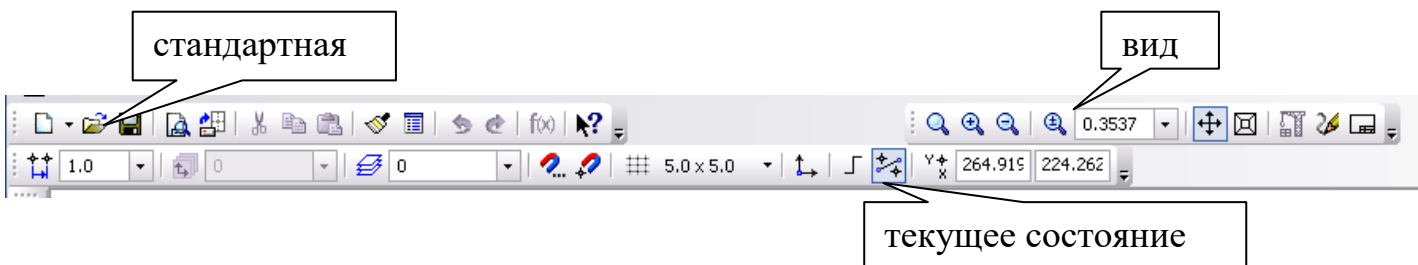 стандартная
вид
f(x)
?
0.3537
1.0
0
0
5.0 x 5.0
Y
X
264.919
224.262
текущее состояние